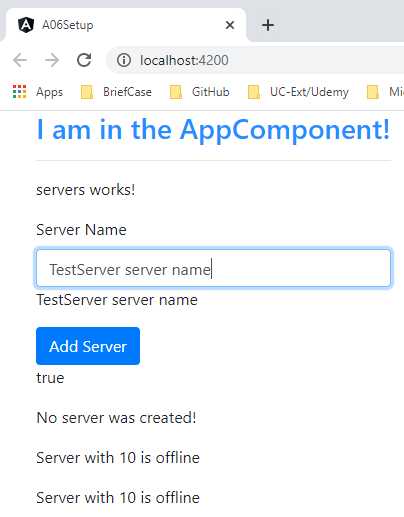 A06Setup
localhost:4200
Apps BriefCase GitHub UC-Ext/Udemy
I am in the AppComponent!
servers works!
Server Name
TestServer server name
TestServer server name
Add Server
true
No server was created!
Server with 10 is offline
Server with 10 is offline